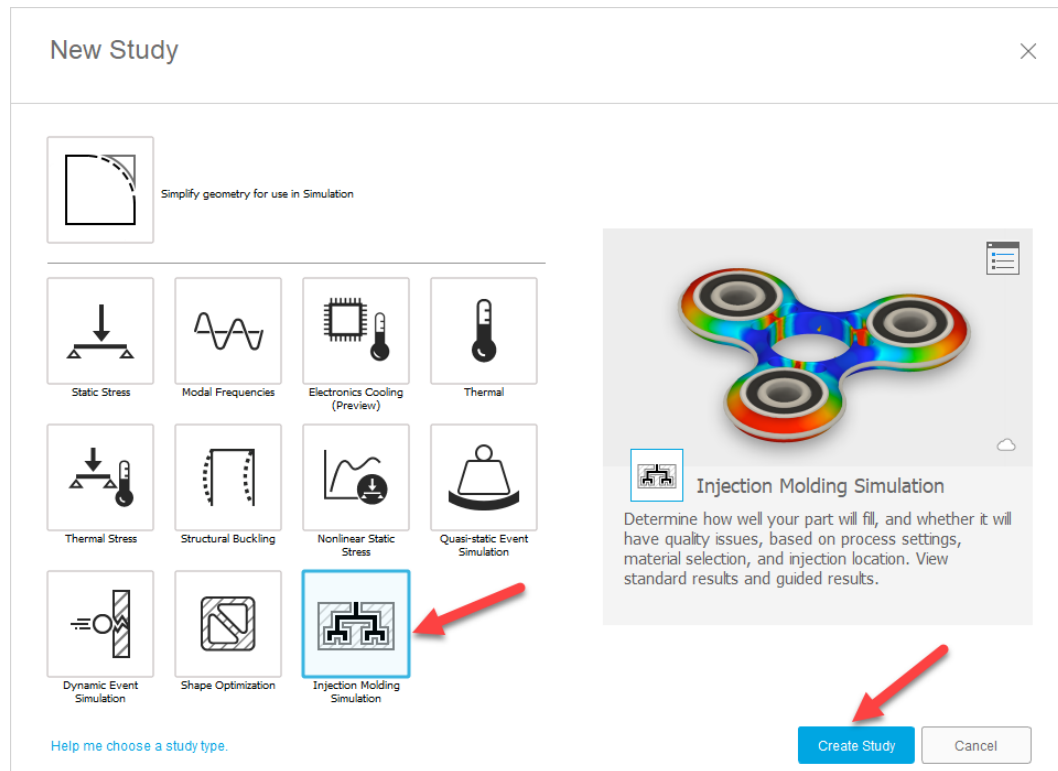 New Study
Simplify geometry for use in Simulation
Static Stress
Modal Frequencies
Electronics Cooling
(Preview)
Thermal
Thermal Stress
Structural Buckling
Nonlinear Static
Stress
Quasi-static Event
Simulation
Dynamic Event
Simulation
Shape Optimization
Injection Molding
Simulation
Injection Molding Simulation
Determine how well your part will fill, and whether it will
have quality issues, based on process settings,
material selection, and injection location. View
standard results and guided results.
Help me choose a study type.
Create Study
Cancel